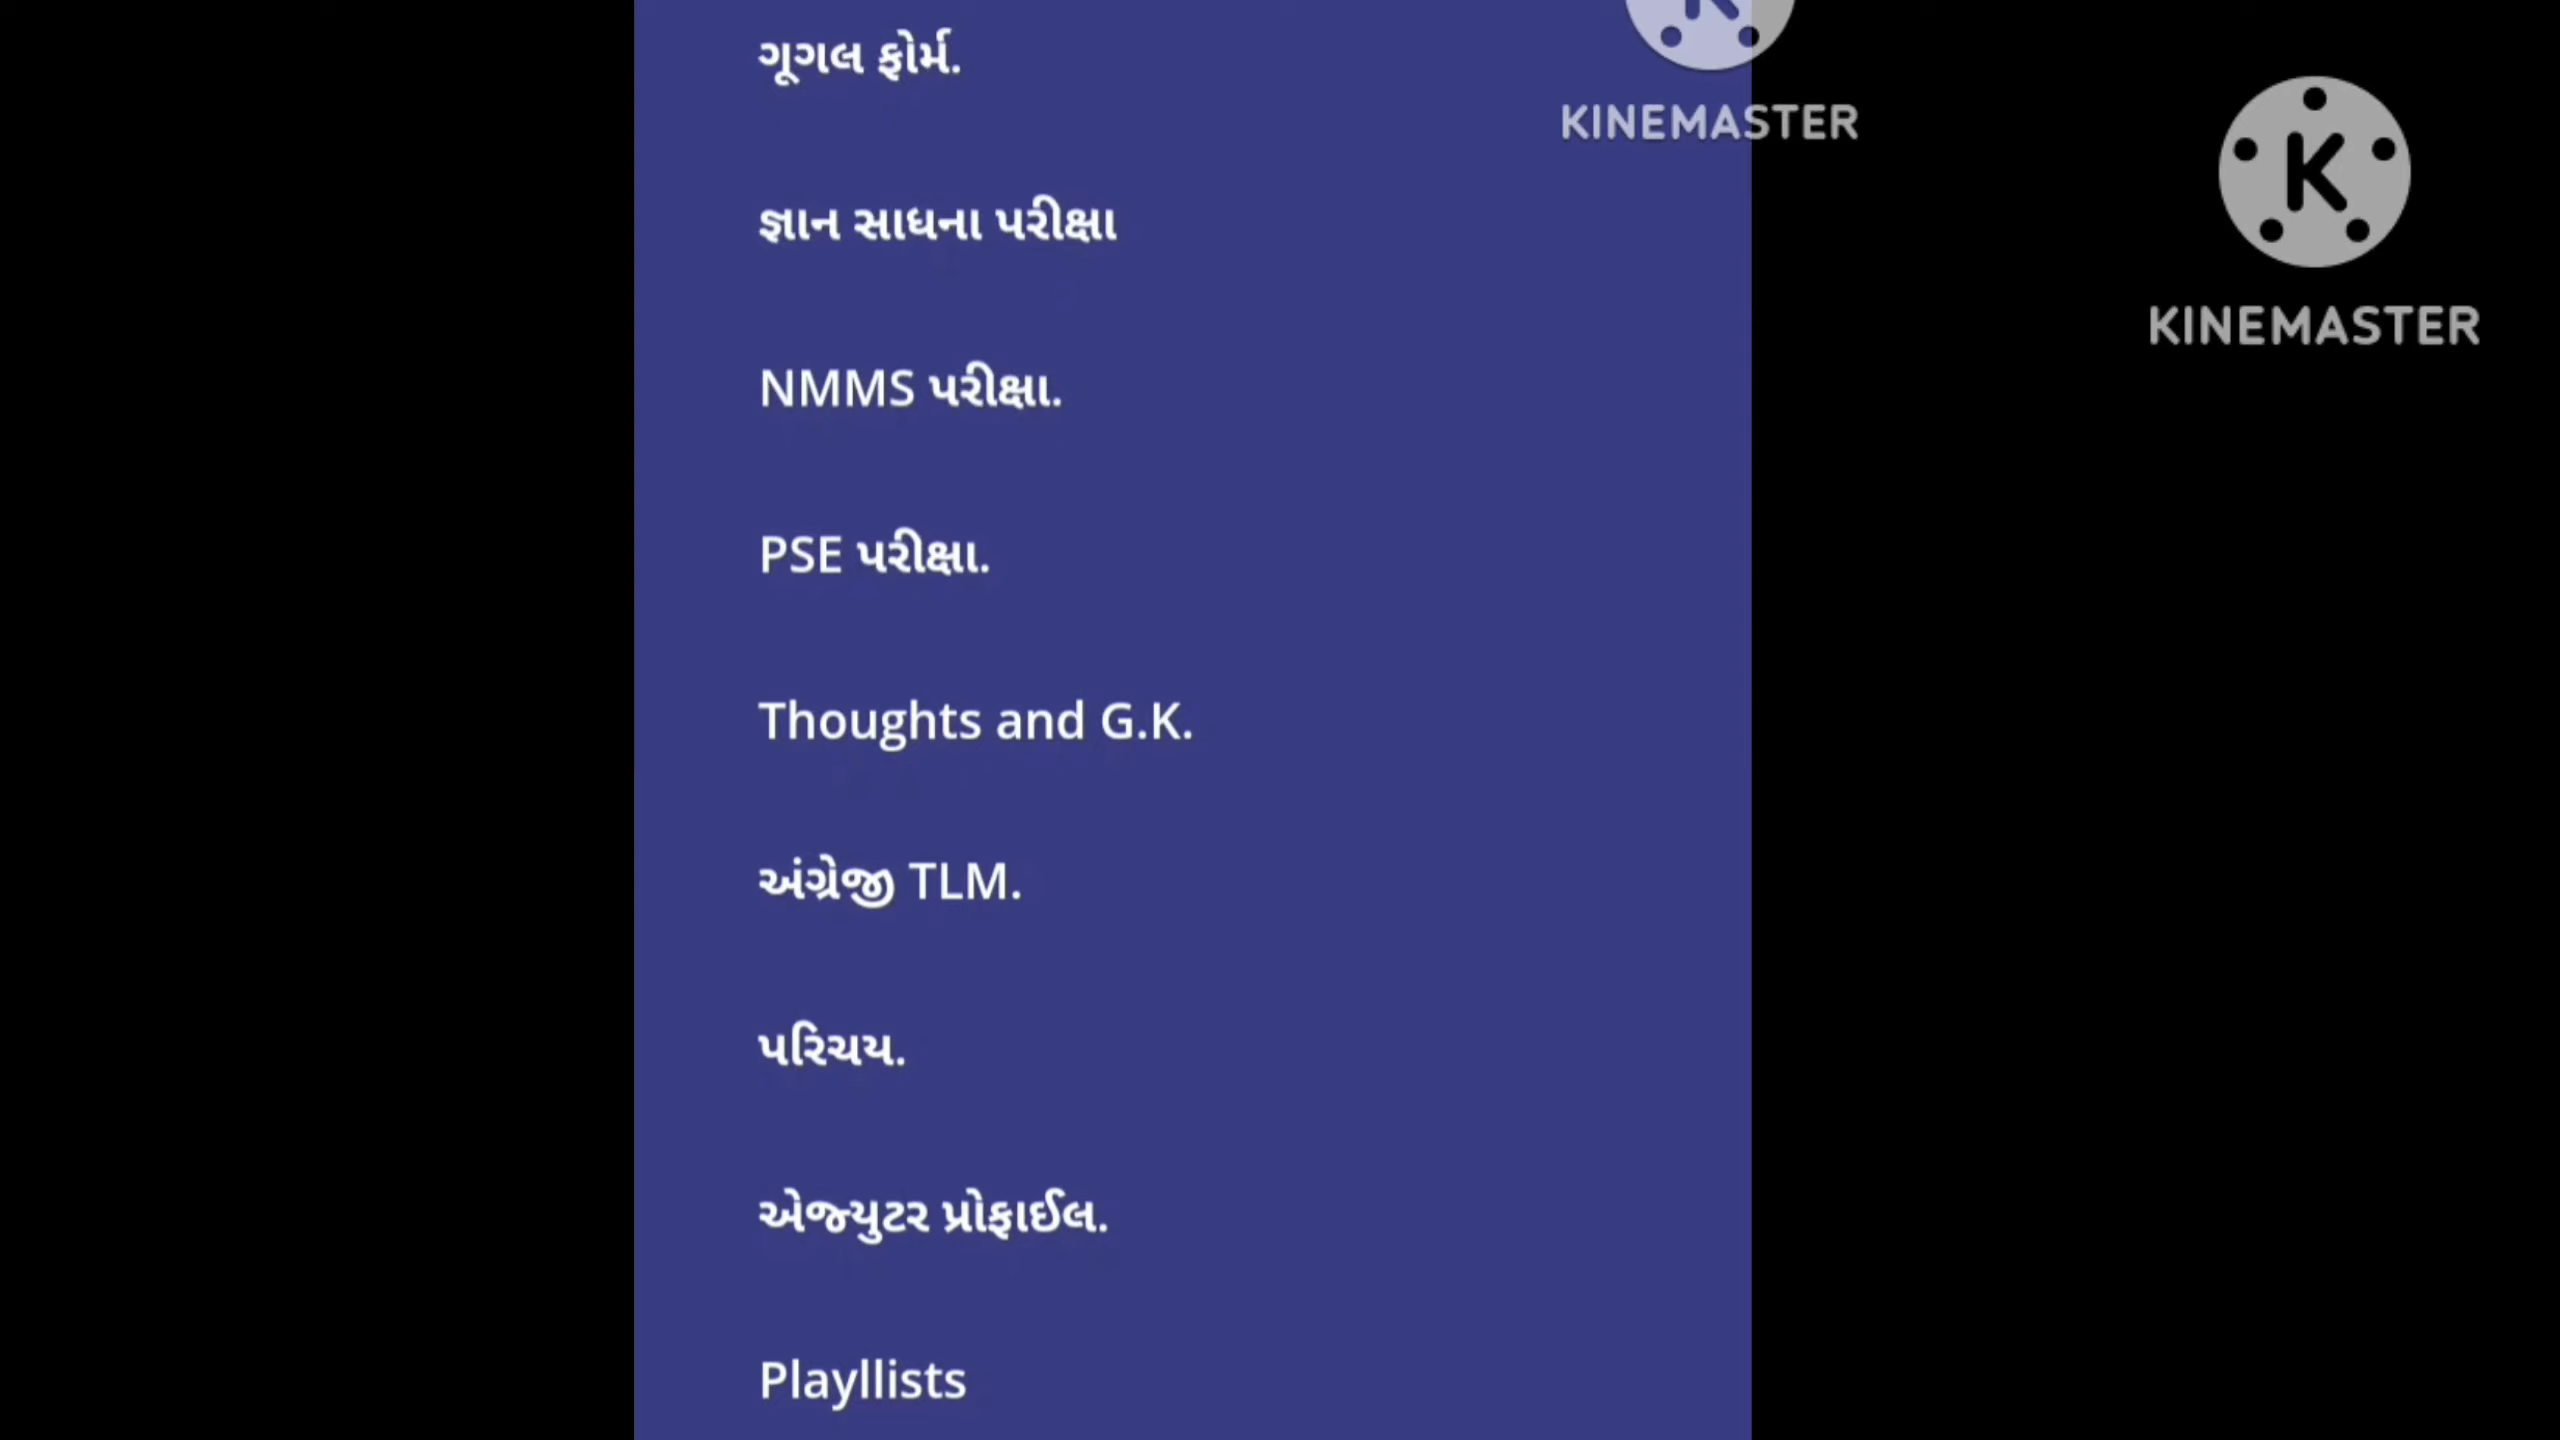 ગૂગલ ફોર્મ.
KINEMASTER
જ્ઞાન સાધના પરીક્ષા
KINEMASTER
NMMS પરીક્ષા.
PSE પરીક્ષા.
Thoughts and G.K.
અંગ્રેજી TLM.
પરિચય.
એજ્યુટર પ્રોફાઈલ.
Playllists